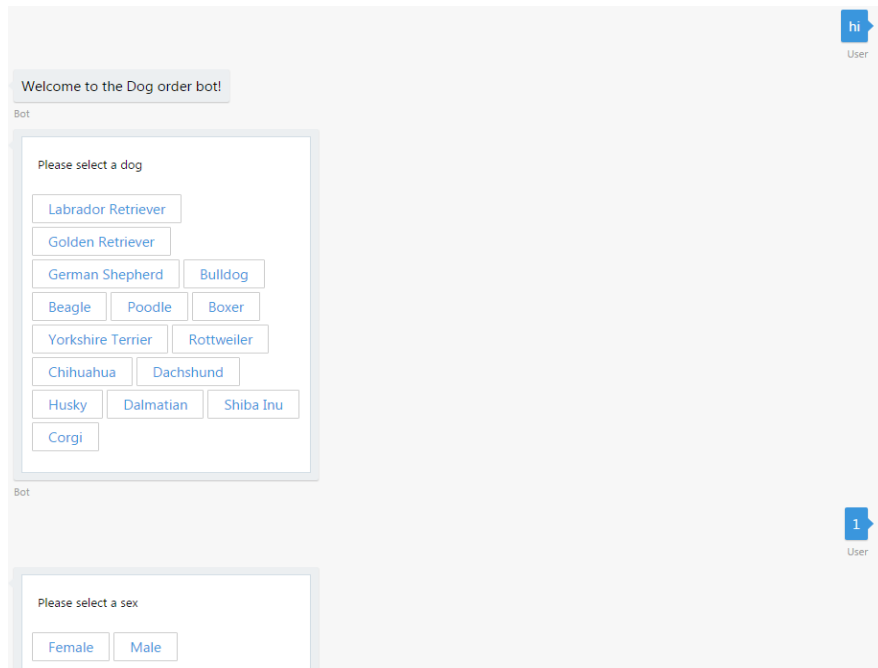 hi
User
Welcome to the Dog order bot!
Bot
Please select a dog
Labrador Retriever
Golden Retriever
German Shepherd Bulldog
Beagle Poodle Boxer
Yorkshire Terrier Rottweiler
Chihuahua Dachshund
Husky Dalmatian Shiba Inu
Corgi
Bot
1
User
Please select a sex
Female Male